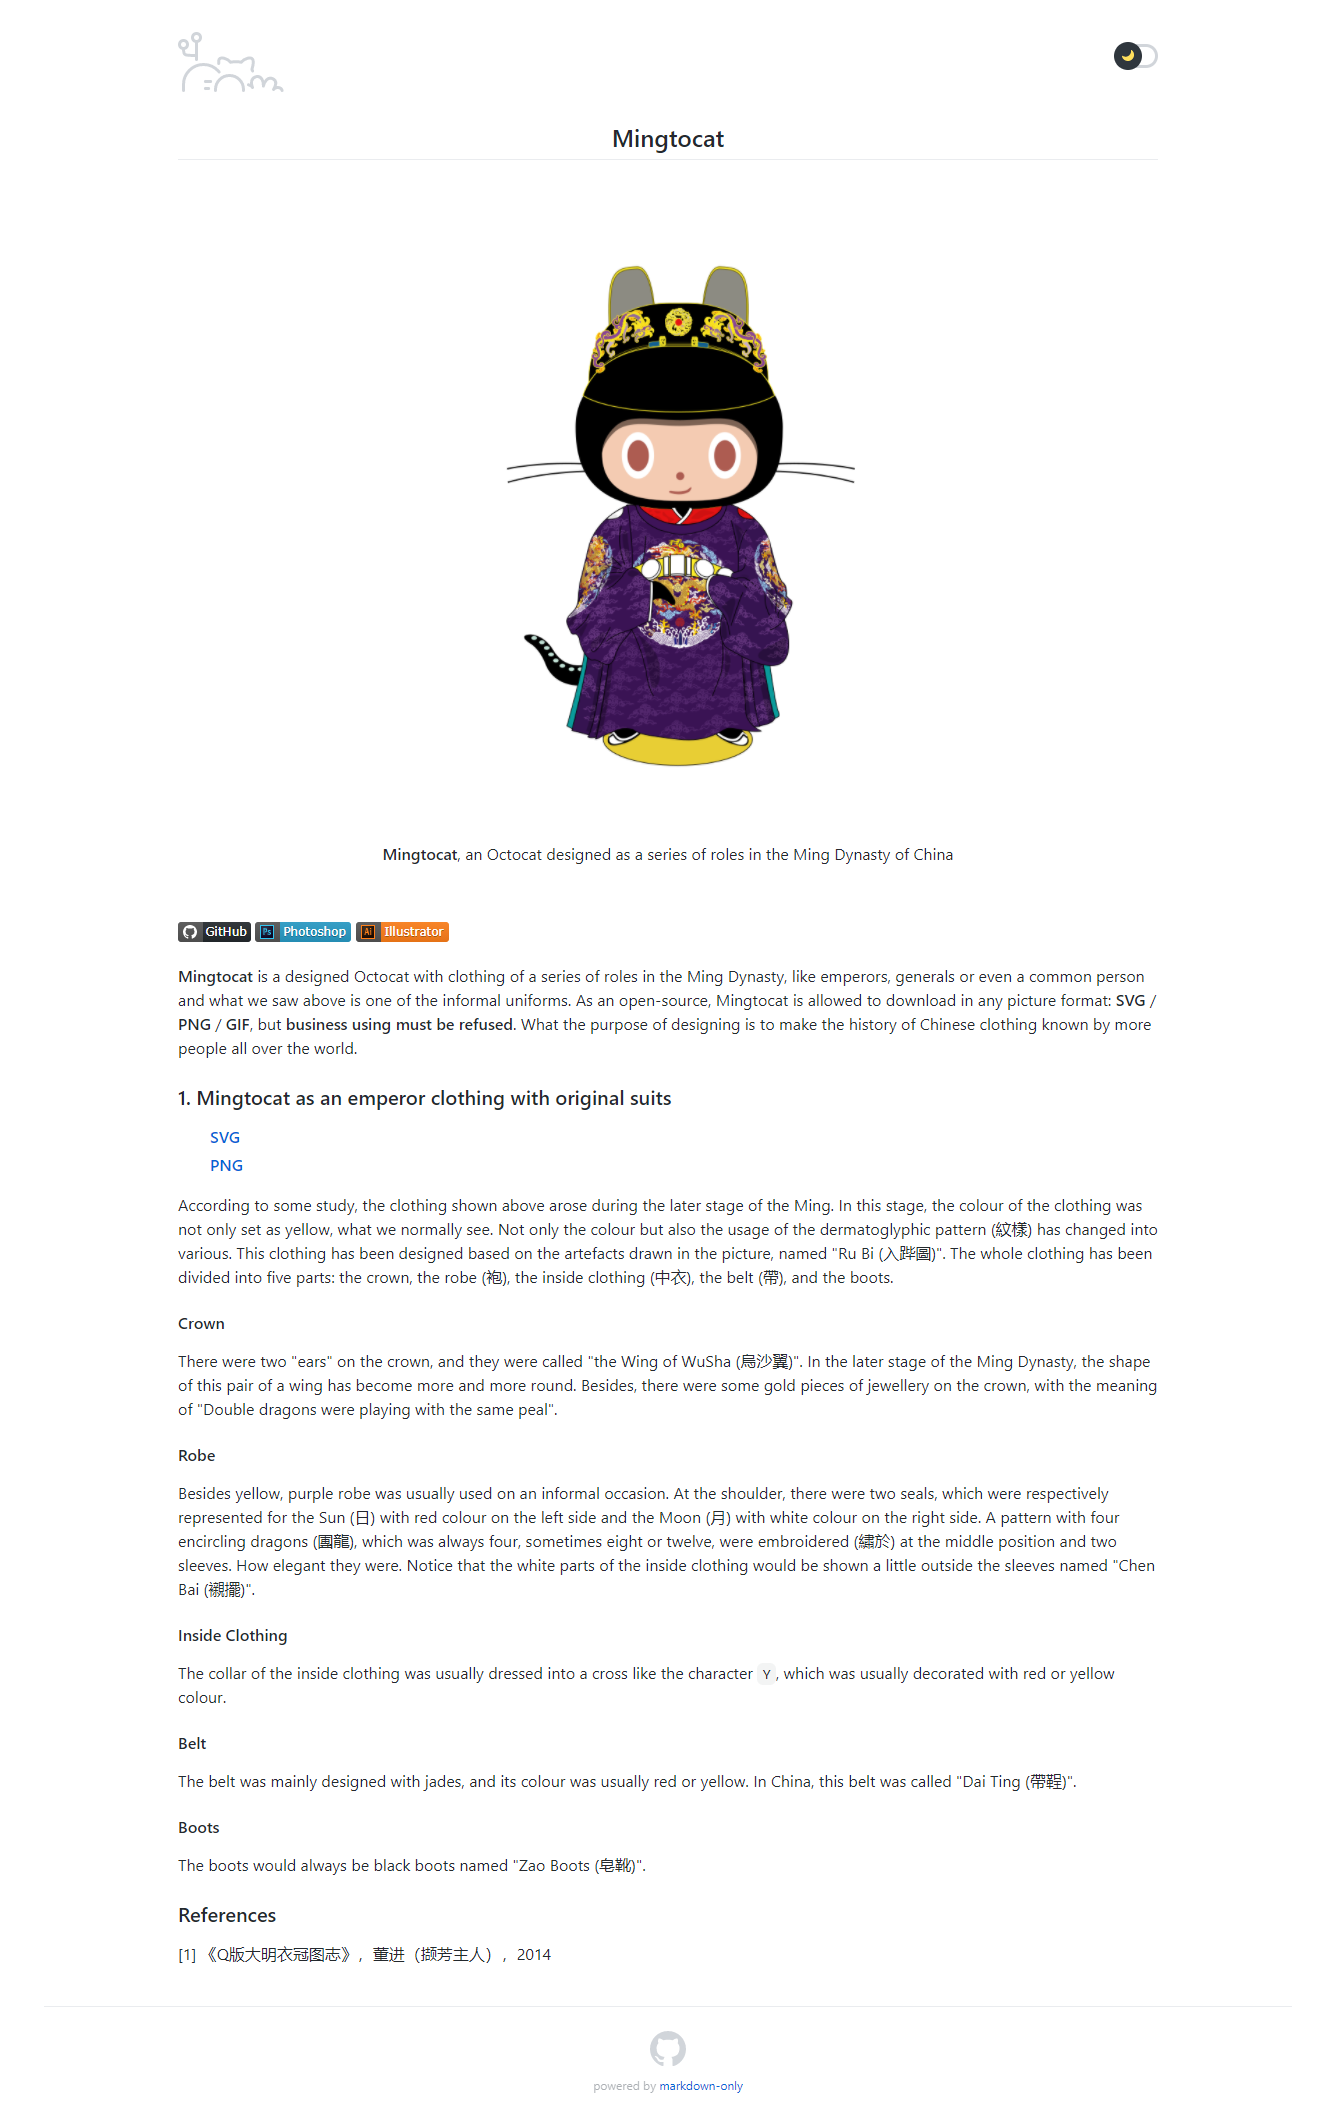 Mingtocat
Mingtocat, an Octocat designed as a series of roles in the Ming Dynasty of China
GitHub Ps Photoshop Ai Illustrator
Mingtocat is a designed Octocat with clothing of a series of roles in the Ming Dynasty, like emperors, generals or even a common person
and what we saw above is one of the informal uniforms. As an open-source, Mingtocat is allowed to download in any picture format: SVG /
PNG / GIF, but business using must be refused. What the purpose of designing is to make the history of Chinese clothing known by more
people all over the world.
1. Mingtocat as an emperor clothing with original suits
SVG
PNG
According to some study, the clothing shown above arose during the later stage of the Ming. In this stage, the colour of the clothing was
not only set as yellow, what we normally see. Not only the colour but also the usage of the dermatoglyphic pattern (紋樣) has changed into
various. This clothing has been designed based on the artefacts drawn in the picture, named "Ru Bi (入跸圖)". The whole clothing has been
divided into five parts: the crown, the robe (袍), the inside clothing (中衣), the belt (帶), and the boots.
Crown
There were two "ears" on the crown, and they were called "the Wing of WuSha (烏沙翼)". In the later stage of the Ming Dynasty, the shape
of this pair of a wing has become more and more round. Besides, there were some gold pieces of jewellery on the crown, with the meaning
of "Double dragons were playing with the same peal".
Robe
Besides yellow, purple robe was usually used on an informal occasion. At the shoulder, there were two seals, which were respectively
represented for the Sun (日) with red colour on the left side and the Moon (月) with white colour on the right side. A pattern with four
encircling dragons (團龍), which was always four, sometimes eight or twelve, were embroidered (繡於) at the middle position and two
sleeves. How elegant they were. Notice that the white parts of the inside clothing would be shown a little outside the sleeves named "Chen
Bai (襯擺)".
Inside Clothing
The collar of the inside clothing was usually dressed into a cross like the character Y, which was usually decorated with red or yellow
colour.
Belt
The belt was mainly designed with jades, and its colour was usually red or yellow. In China, this belt was called "Dai Ting (帶鞓)".
Boots
The boots would always be black boots named "Zao Boots (皂靴)".
References
[1] 《Q版大明衣冠图志》，董进（撷芳主人），2014
powered by markdown-only